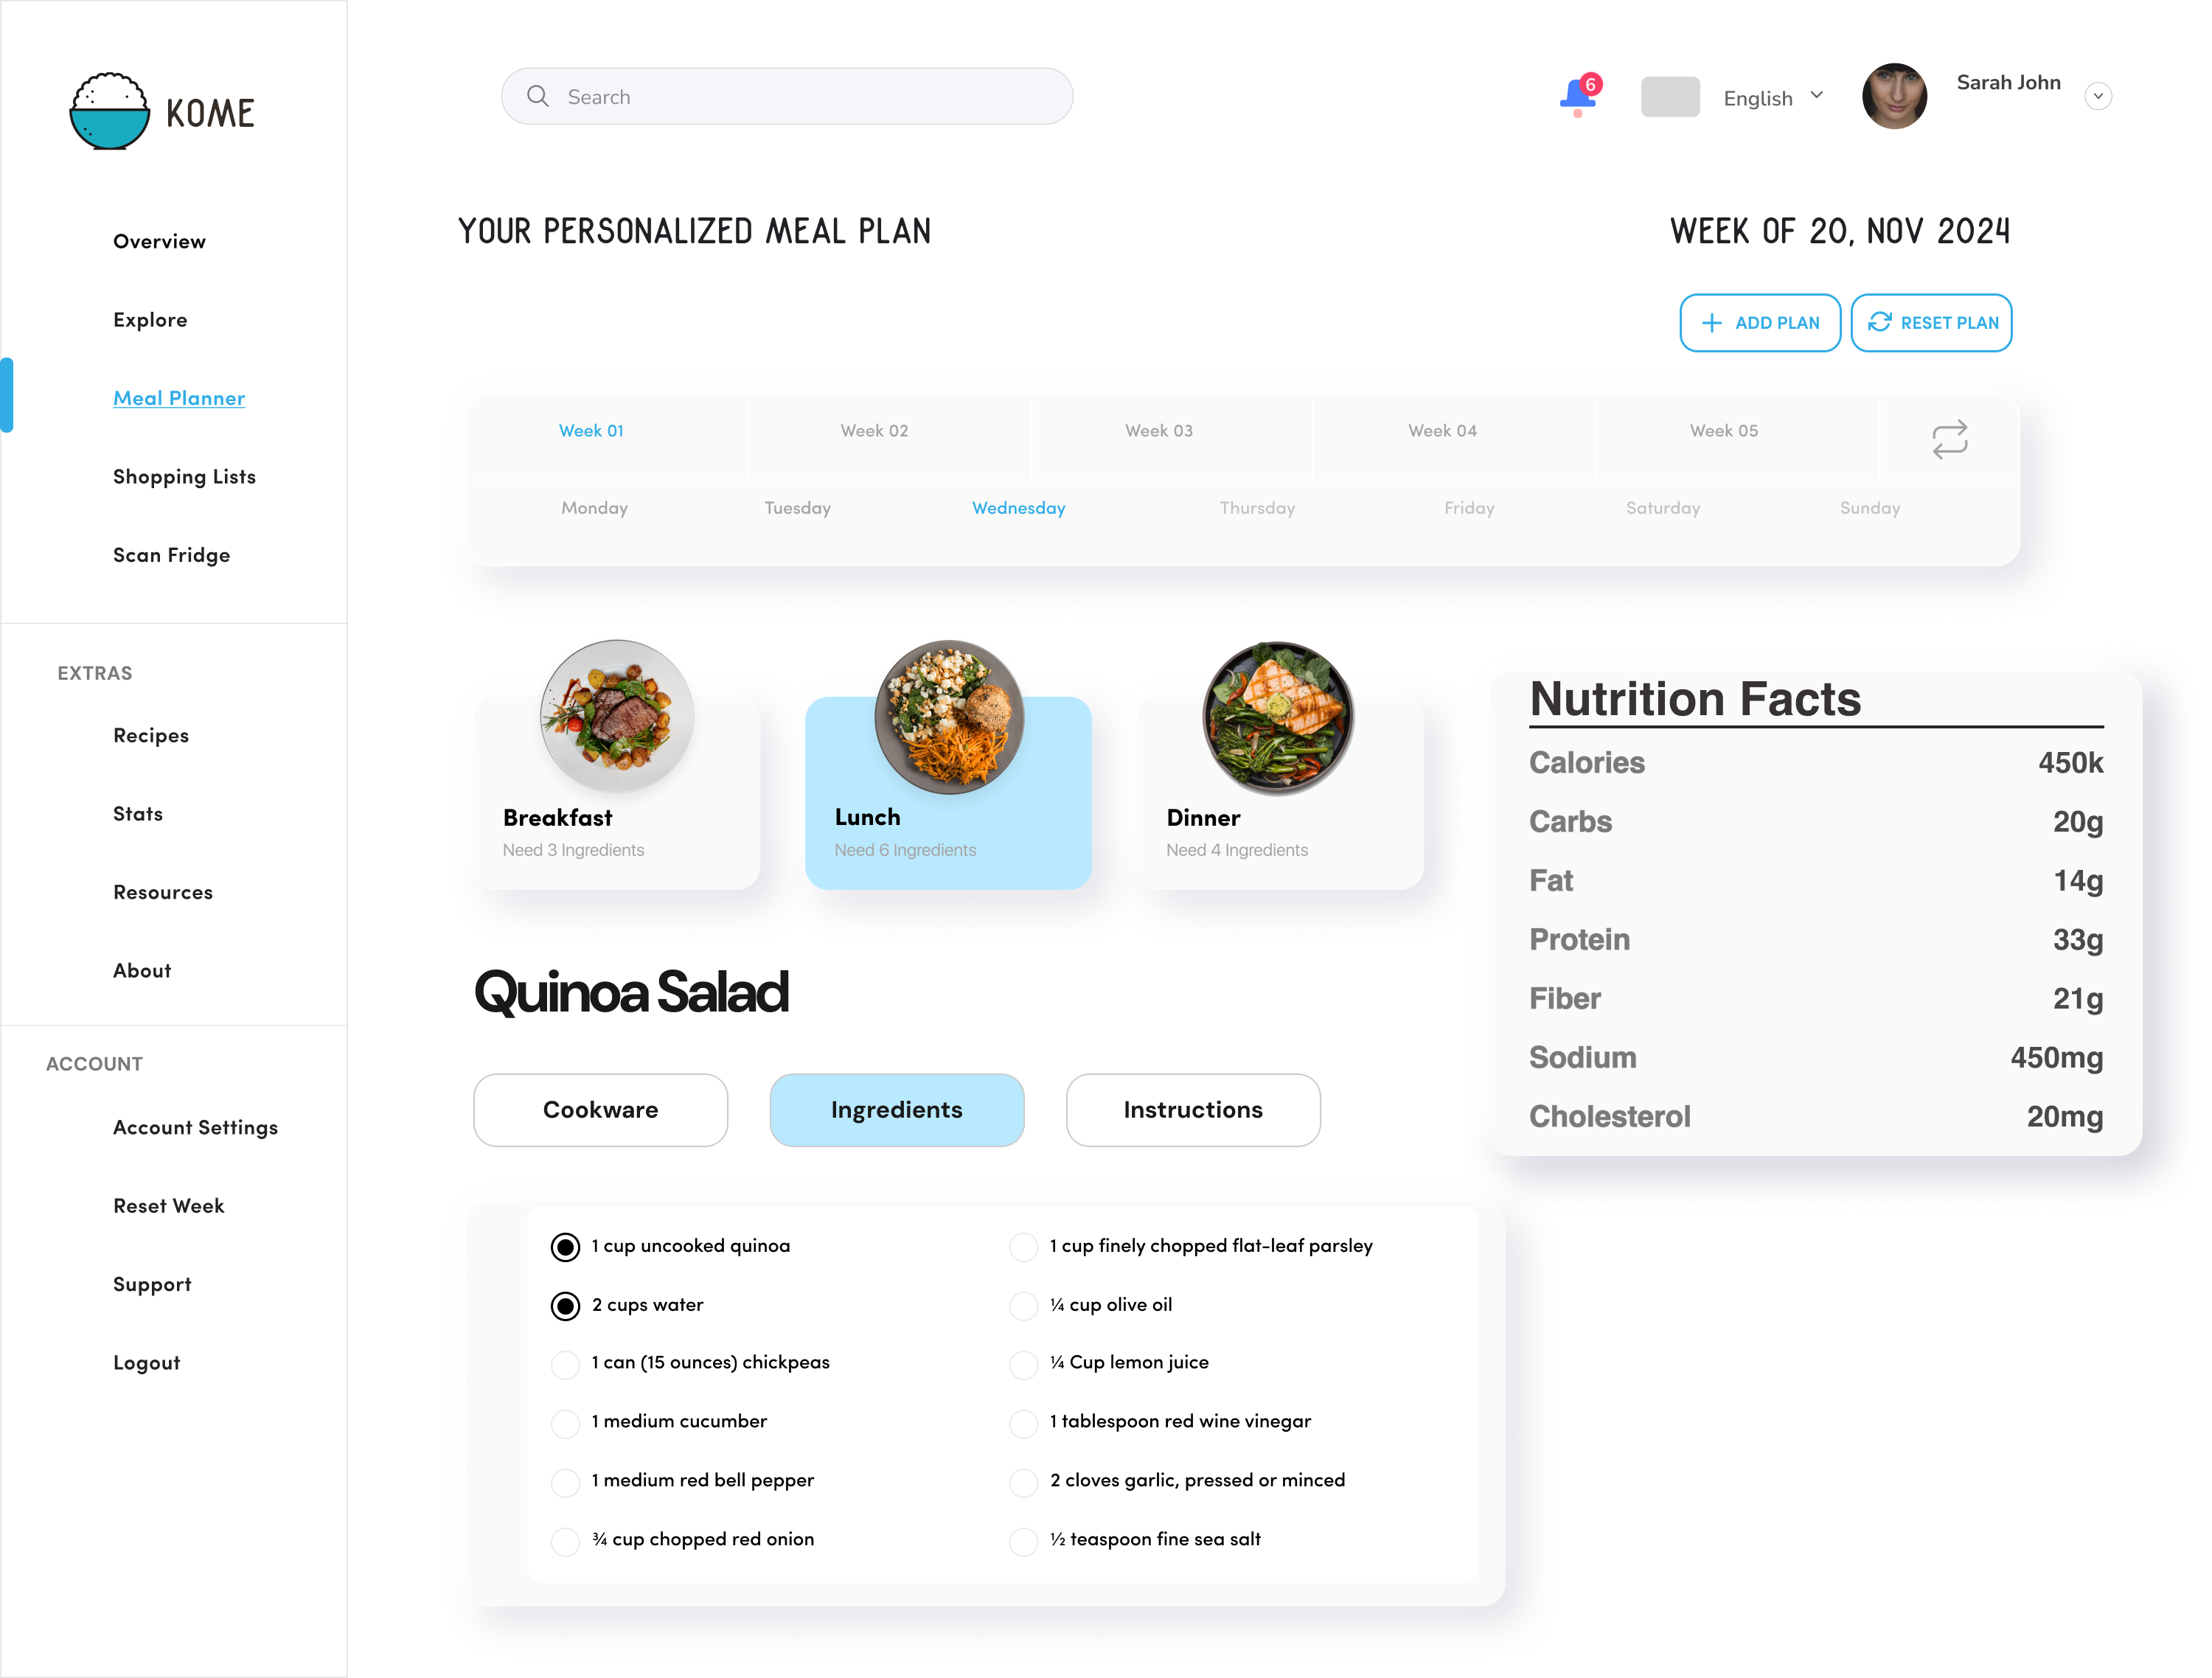 KOME
Search
6
English
Sarah John
Overview
Explore
Meal Planner
Shopping Lists
Scan Fridge
EXTRAS
Recipes
Stats
Resources
About
ACCOUNT
Account Settings
Reset Week
Support
Logout
YOUR PERSONALIZED MEAL PLAN
WEEK OF 20, NOV 2024
ADD PLAN
RESET PLAN
Week 01
Week 02
Week 03
Week 04
Week 05
Monday
Tuesday
Wednesday
Thursday
Friday
Saturday
Sunday
Breakfast
Need 3 Ingredients
Lunch
Need 6 Ingredients
Dinner
Need 4 Ingredients
Nutrition Facts
Calories 450k
Carbs 20g
Fat 14g
Protein 33g
Fiber 21g
Sodium 450mg
Cholesterol 20mg
Quinoa Salad
Cookware
Ingredients
Instructions
1 cup uncooked quinoa
2 cups water
1 can (15 ounces) chickpeas
1 medium cucumber
1 medium red bell pepper
¾ cup chopped red onion
1 cup finely chopped flat-leaf parsley
¼ cup olive oil
¼ Cup lemon juice
1 tablespoon red wine vinegar
2 cloves garlic, pressed or minced
½ teaspoon fine sea salt